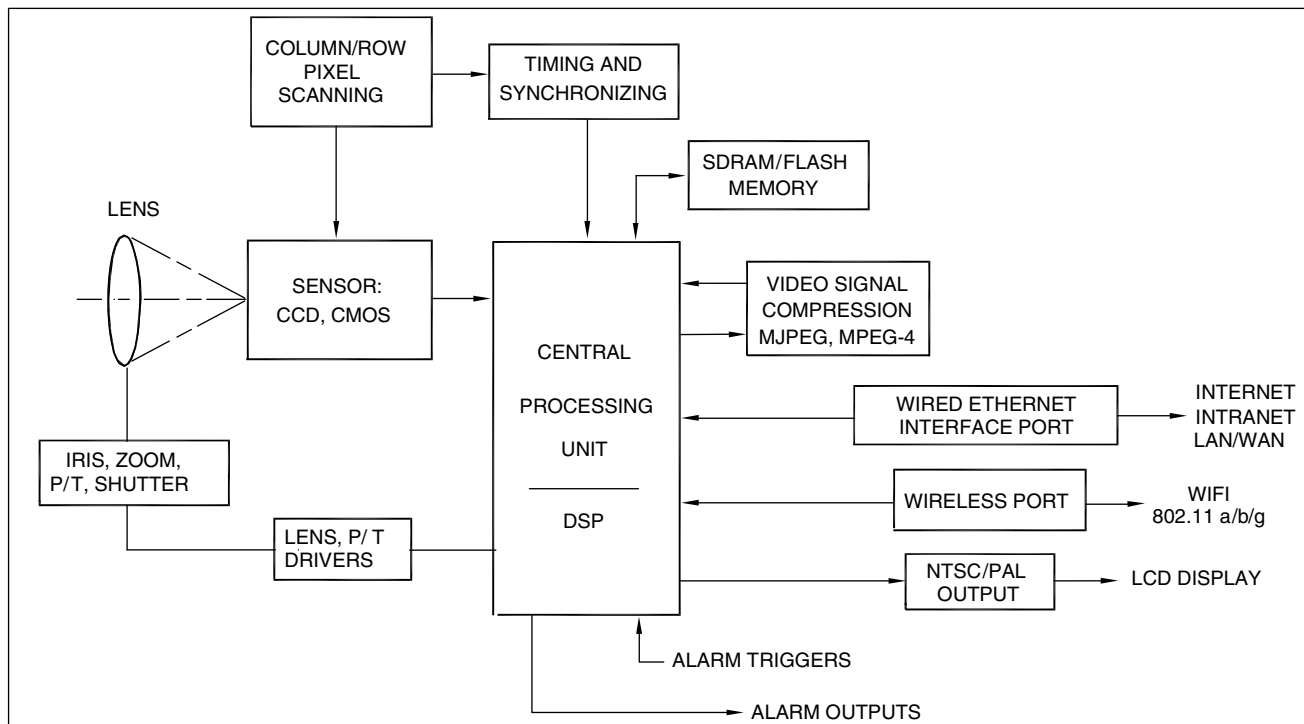 COLUMN/ROW
PIXEL
SCANNING
TIMING AND
SYNCHRONIZING
SDRAM/FLASH
MEMORY
LENS
SENSOR:
CCD, CMOS
VIDEO SIGNAL
COMPRESSION
MJPEG, MPEG-4
CENTRAL
PROCESSING
UNIT
DSP
WIRED ETHERNET
INTERFACE PORT
INTERNET
INTRANET
LAN/WAN
IRIS, ZOOM,
P/T, SHUTTER
WIRELESS PORT
WIFI
802.11 a/b/g
LENS, P/ T
DRIVERS
NTSC/PAL
OUTPUT
LCD DISPLAY
ALARM TRIGGERS
ALARM OUTPUTS